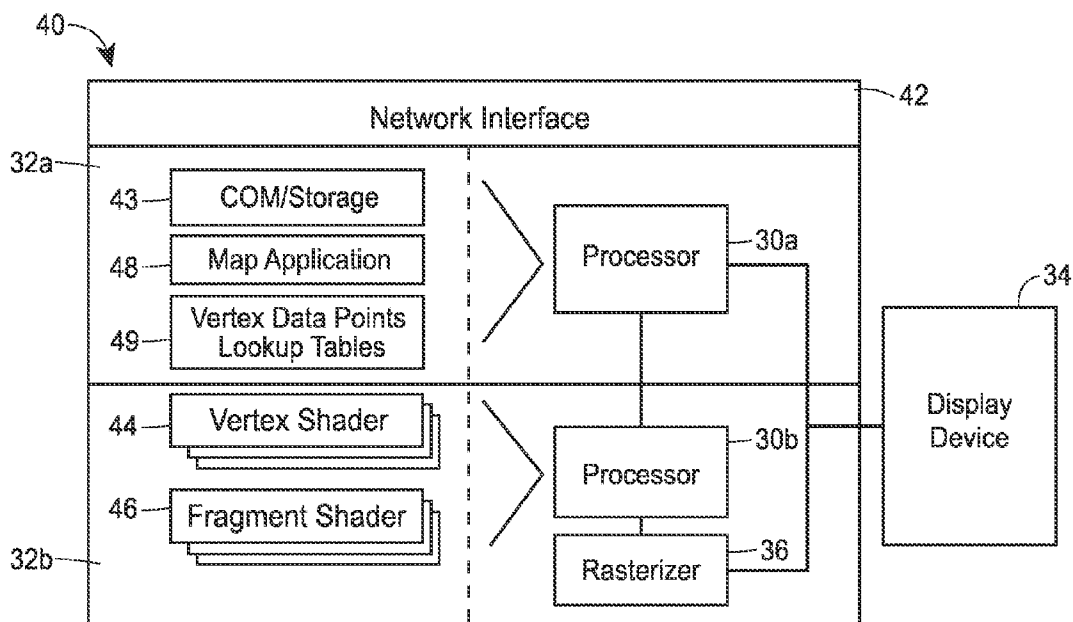 40
42
Network Interface
32a
43
COM/Storage
48
Map Application
49
Vertex Data Points
Lookup Tables
Processor
30a
34
Display
Device
44
Vertex Shader
46
Fragment Shader
32b
Processor
30b
Rasterizer
36